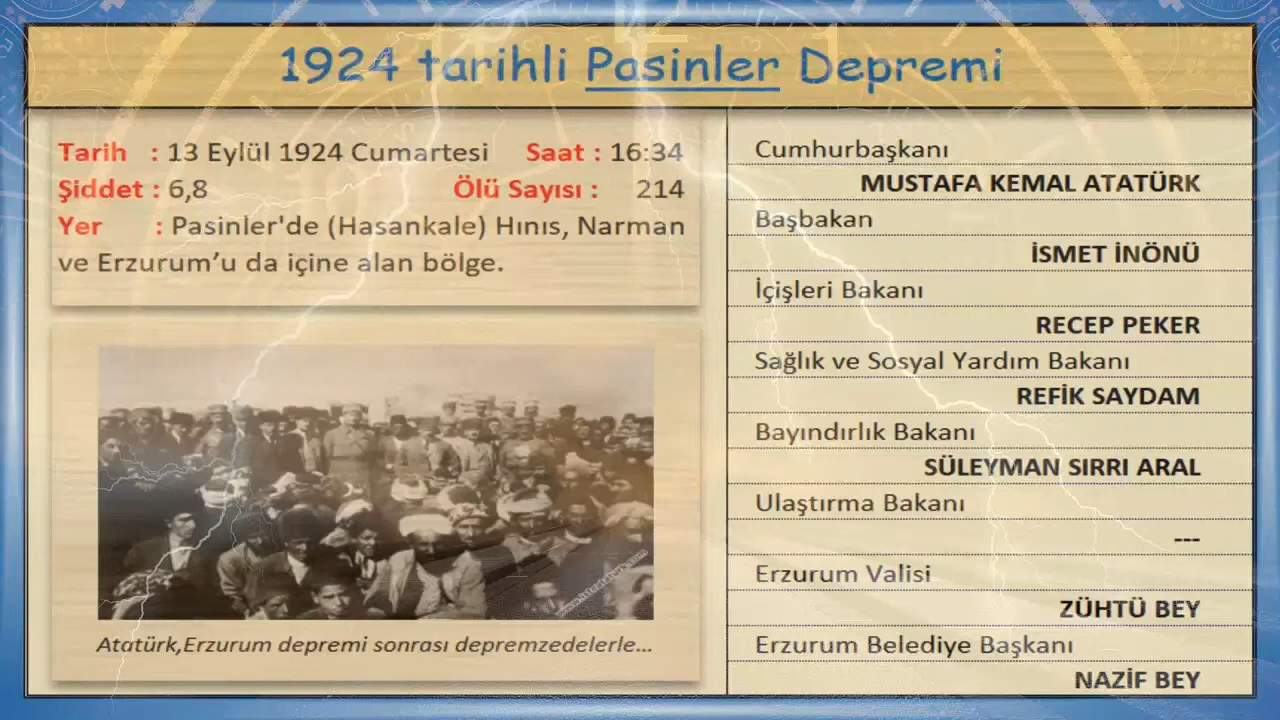 1924 tarihli Pasinler Depremi
Tarih : 13 Eylül 1924 Cumartesi Saat : 16:34
Şiddet : 6,8 Ölü Sayısı : 214
Yer : Pasinler'de (Hasankale) Hınıs, Narman
ve Erzurum’u da içine alan bölge.
Atatürk,Erzurum depremi sonrası depremzedelerle...
Cumhurbaşkanı
MUSTAFA KEMAL ATATÜRK
Başbakan
İSMET İNÖNÜ
İçişleri Bakanı
RECEP PEKER
Sağlık ve Sosyal Yardım Bakanı
REFİK SAYDAM
Bayındırlık Bakanı
SÜLEYMAN SIRRI ARAL
Ulaştırma Bakanı
---
Erzurum Valisi
ZÜHTÜ BEY
Erzurum Belediye Başkanı
NAZİF BEY